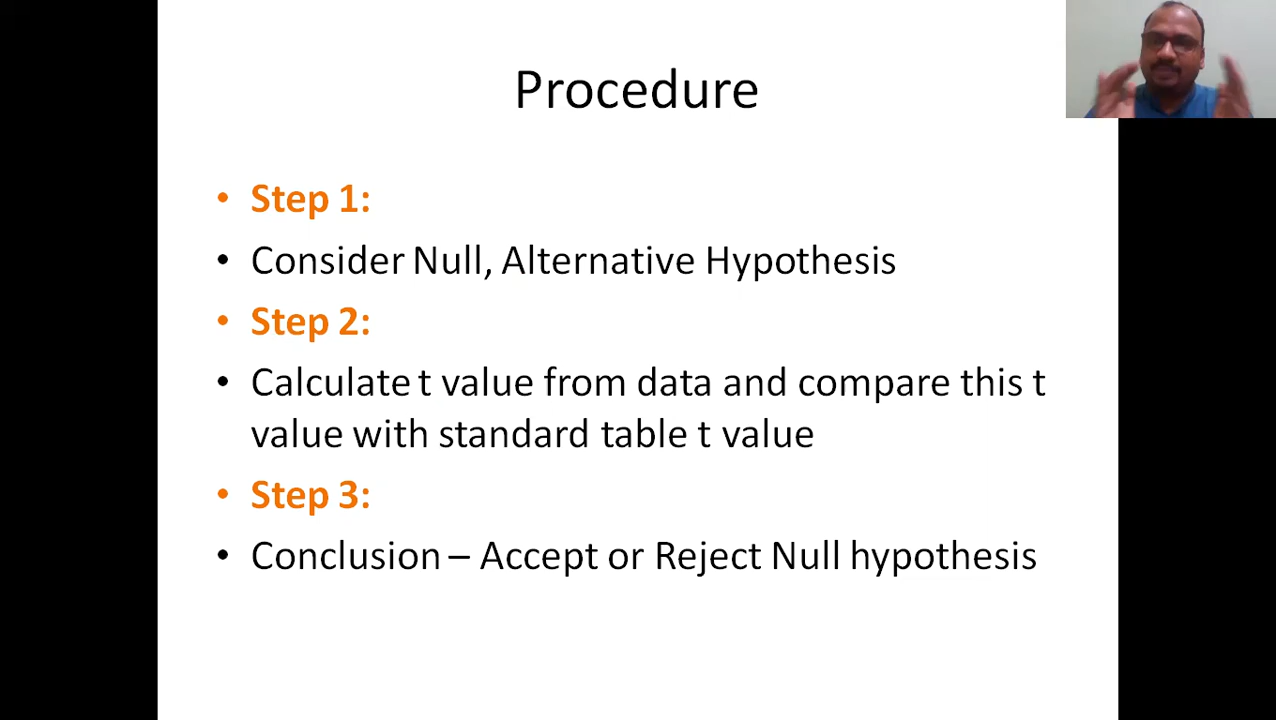 Procedure
• Step 1:
• Consider Null, Alternative Hypothesis
• Step 2:
• Calculate t value from data and compare this t
value with standard table t value
• Step 3:
• Conclusion – Accept or Reject Null hypothesis